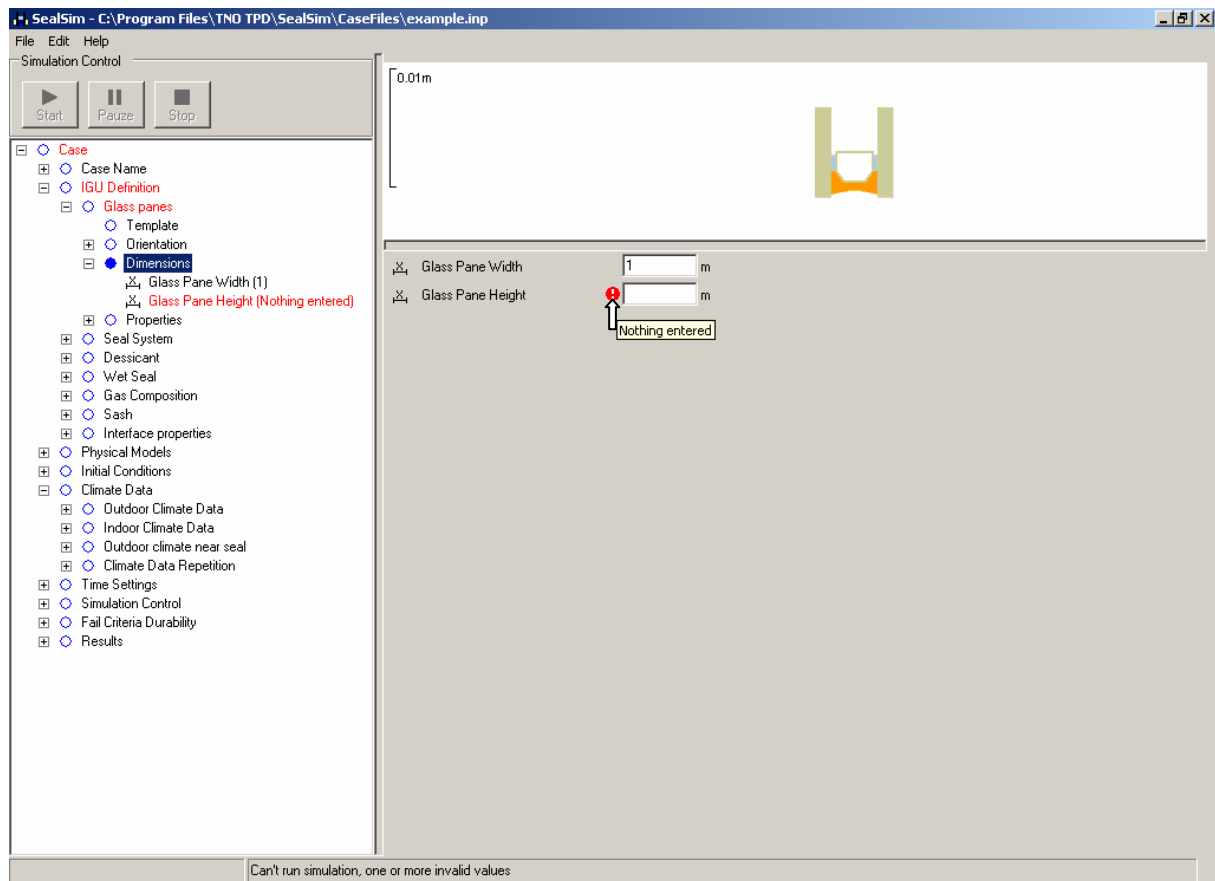 SealSim - C:\Program Files\TNO TPD\SealSim\CaseFiles\example.inp
File Edit Help
Simulation Control
Start Pauze Stop
Case
Case Name
IGU Definition
Glass panes
Template
Orientation
Dimensions
Glass Pane Width (1)
Glass Pane Height (Nothing entered)
Properties
Seal System
Dessicant
Wet Seal
Gas Composition
Sash
Interface properties
Physical Models
Initial Conditions
Climate Data
Outdoor Climate Data
Indoor Climate Data
Outdoor climate near seal
Climate Data Repetition
Time Settings
Simulation Control
Fail Criteria Durability
Results
0.01m
Glass Pane Width 1 m
Glass Pane Height m
Nothing entered
Can't run simulation, one or more invalid values